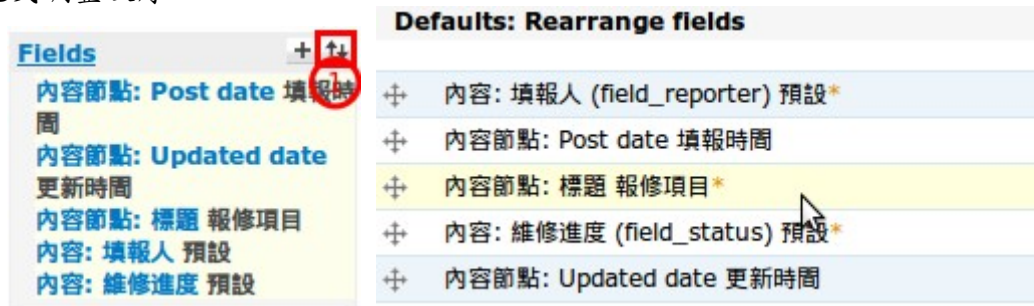 Fields
內容節點: Post date 填報時
間
內容節點: Updated date
更新時間
內容節點: 標題 報修項目
內容: 填報人 預設
內容: 維修進度 預設
1
Defaults: Rearrange fields
內容: 填報人 (field_reporter) 預設*
內容節點: Post date 填報時間
內容節點: 標題 報修項目*
內容: 維修進度 (field_status) 預設*
內容節點: Updated date 更新時間